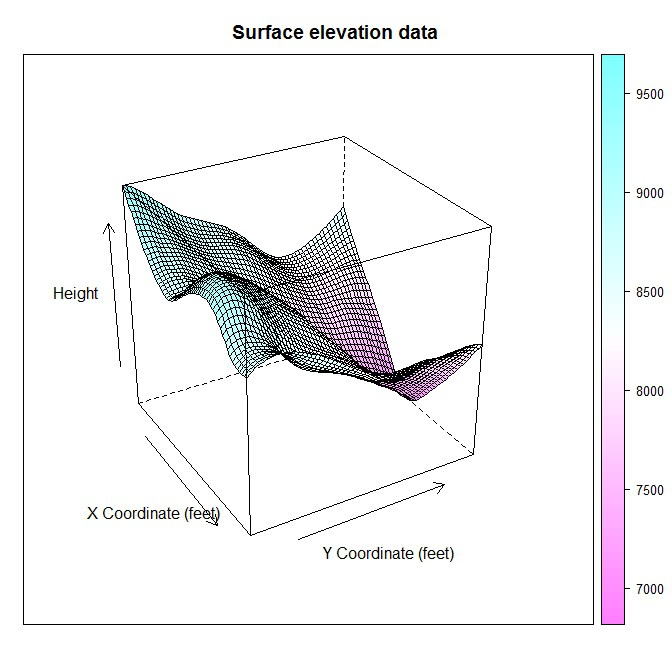 Surface elevation data
9500
9000
8500
8000
7500
7000
Height
X Coordinate (feet)
Y Coordinate (feet)